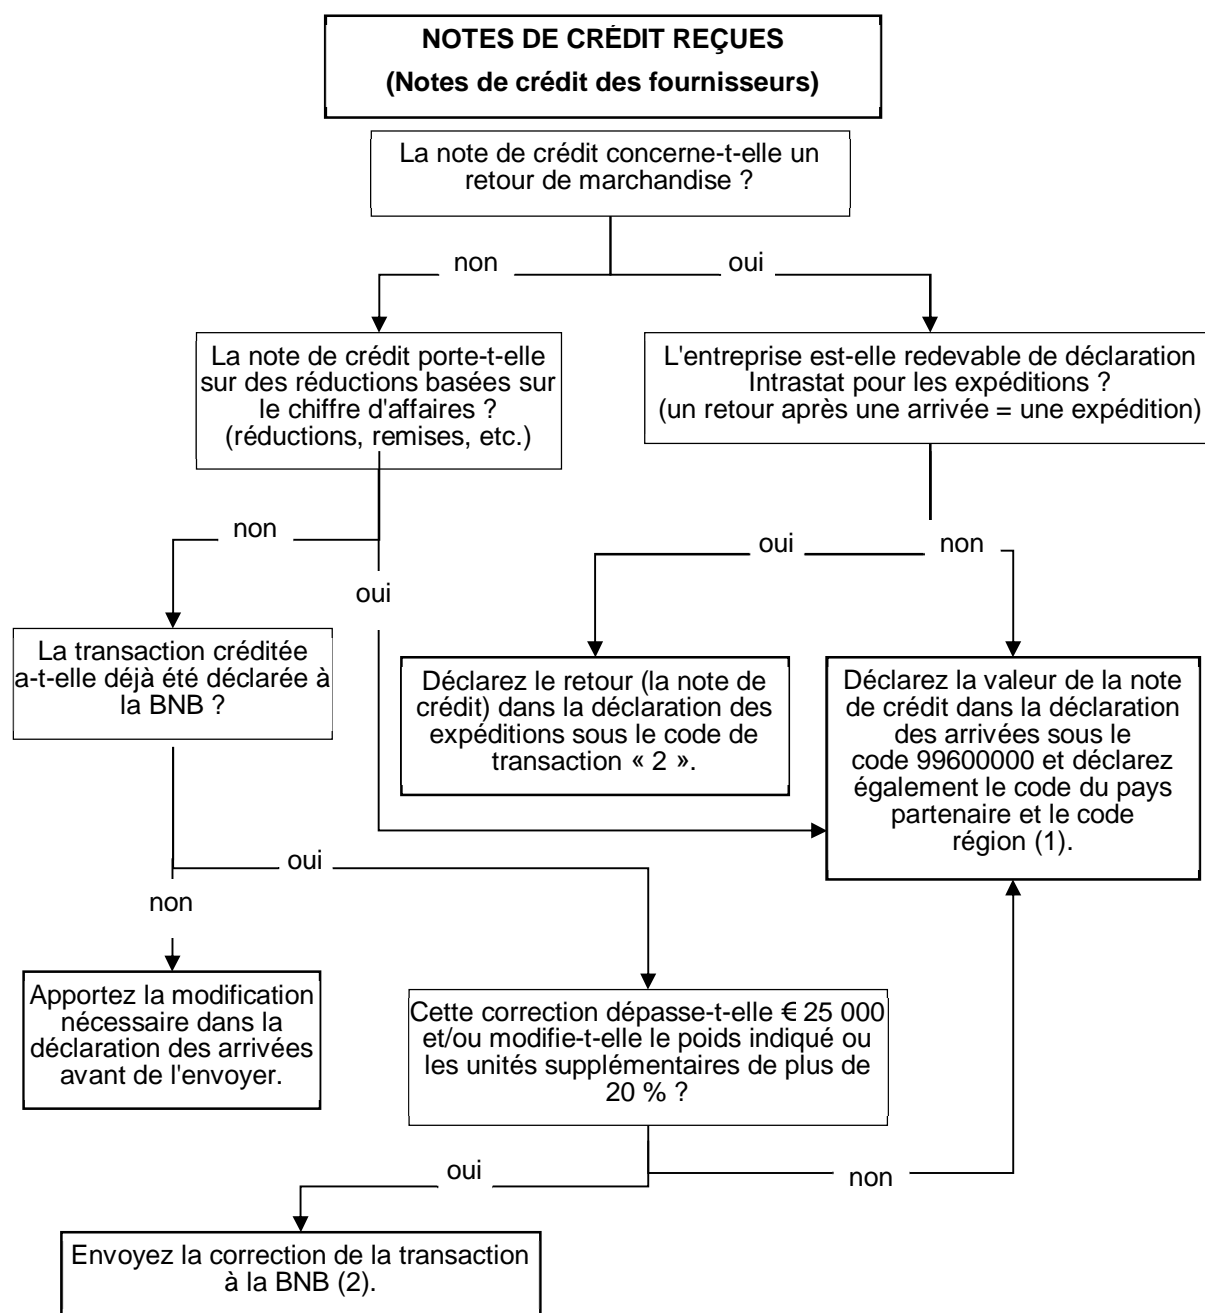 NOTES DE CRÉDIT REÇUES
(Notes de crédit des fournisseurs)
La note de crédit concerne-t-elle un
retour de marchandise ?
non
oui
La note de crédit porte-t-elle
sur des réductions basées sur
le chiffre d'affaires ?
(réductions, remises, etc.)
L'entreprise est-elle redevable de déclaration
Intrastat pour les expéditions ?
(un retour après une arrivée = une expédition)
non
oui
oui
non
La transaction créditée
a-t-elle déjà été déclarée à
la BNB ?
Déclarez le retour (la note de
crédit) dans la déclaration des
expéditions sous le code de
transaction « 2 ».
Déclarez la valeur de la note
de crédit dans la déclaration
des arrivées sous le
code 99600000 et déclarez
également le code du pays
partenaire et le code
région (1).
oui
non
Apportez la modification
nécessaire dans la
déclaration des arrivées
avant de l'envoyer.
Cette correction dépasse-t-elle € 25 000
et/ou modifie-t-elle le poids indiqué ou
les unités supplémentaires de plus de
20 % ?
oui
non
Envoyez la correction de la transaction
à la BNB (2).